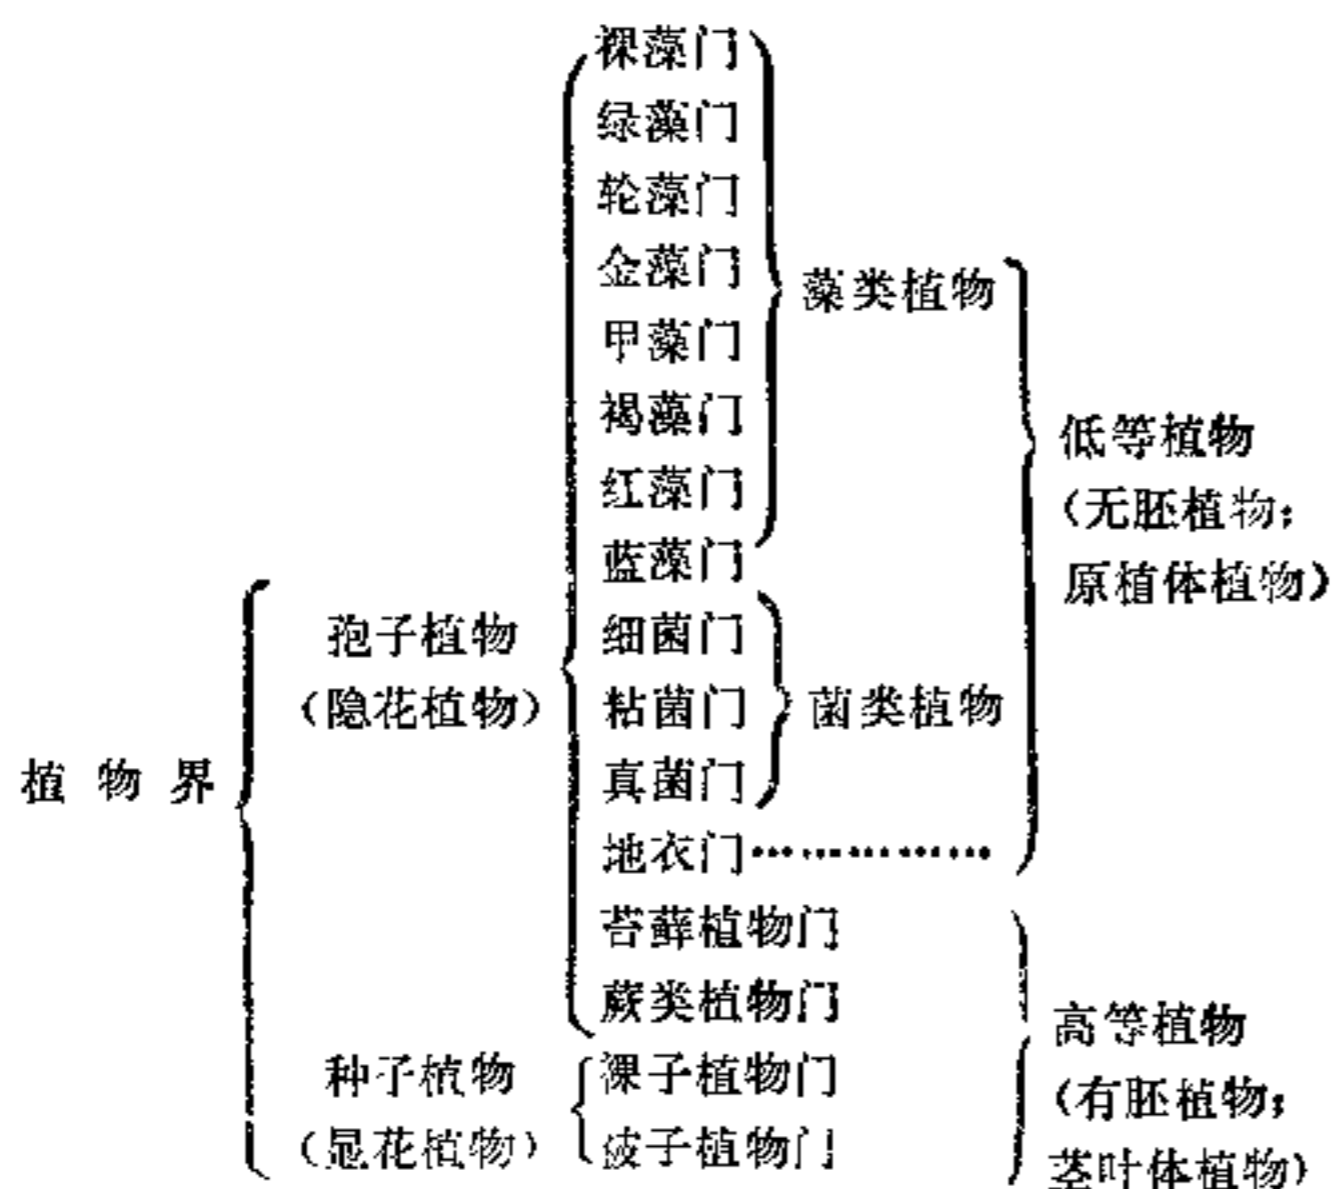 裸藻门
绿藻门
轮藻门
金藻门
藻类植物
甲藻门
褐藻门
低等植物
红藻门
(无胚植物;
蓝藻门
原植体植物)
孢子植物
细菌门
(隐花植物)
粘菌门
菌类植物
植物界
真菌门
地衣门………………
苔藓植物门
蕨类植物门
高等植物
种子植物
裸子植物门
(有胚植物;
(显花植物)
被子植物门
茎叶体植物)